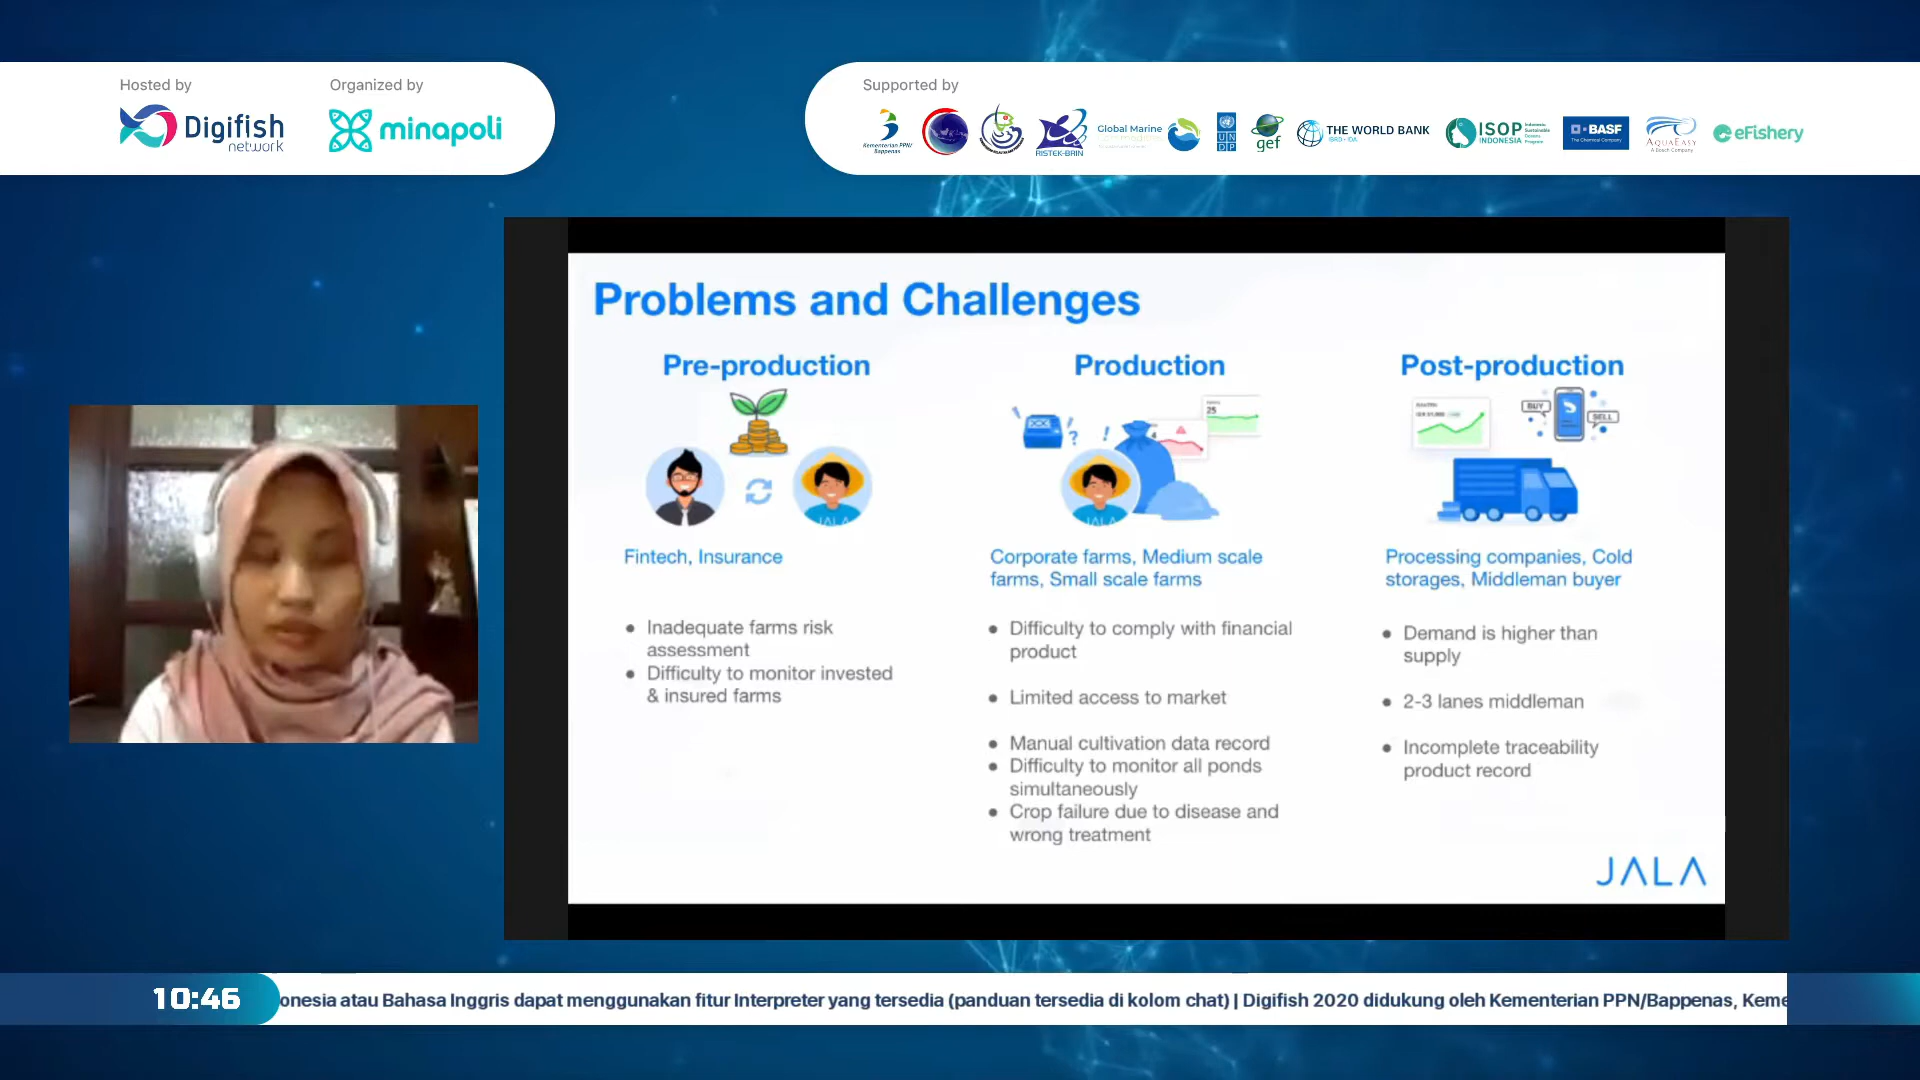 Hosted by
Organized by
Supported by
Digifish
network
minapoli
Kementerian PPN/
Bappenas
RISTEK-BRIN
Global Marine
UNDP
gef
THE WORLD BANK
IBRD • IDA
ISOP
INDONESIA
BASF
The Chemical Company
AQUAEASY
A Bosch Company
eFishery
Problems and Challenges
Pre-production
Production
Post-production
25
4
BUY
SELL
JALA
JALA
Fintech, Insurance
Corporate farms, Medium scale
farms, Small scale farms
Processing companies, Cold
storages, Middleman buyer
• Inadequate farms risk
assessment
• Difficulty to monitor invested
& insured farms
• Difficulty to comply with financial
product
• Limited access to market
• Manual cultivation data record
• Difficulty to monitor all ponds
simultaneously
• Crop failure due to disease and
wrong treatment
• Demand is higher than
supply
• 2-3 lanes middleman
• Incomplete traceability
product record
JALA
10:46
onesia atau Bahasa Inggris dapat menggunakan fitur Interpreter yang tersedia (panduan tersedia di kolom chat) | Digifish 2020 didukung oleh Kementerian PPN/Bappenas, Keme